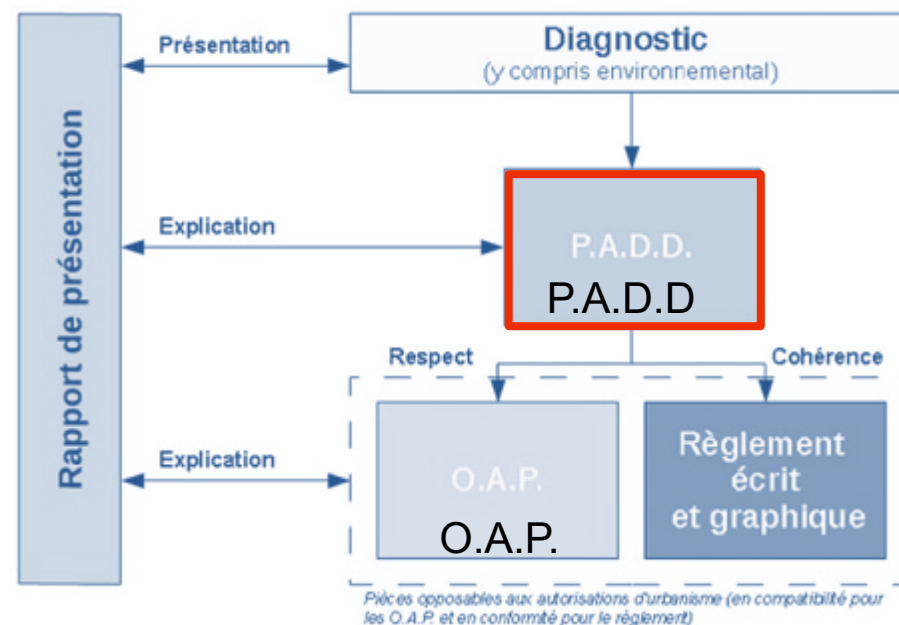 Rapport de présentation
Présentation
Diagnostic
(y compris environnemental)
Explication
P.A.D.D.
P.A.D.D
Respect
Cohérence
Explication
O.A.P.
O.A.P.
Règlement
écrit
et graphique
Pièces opposables aux autorisations d'urbanisme (en compatibilté pour
les O.A.P. et en conformité pour le règlement)